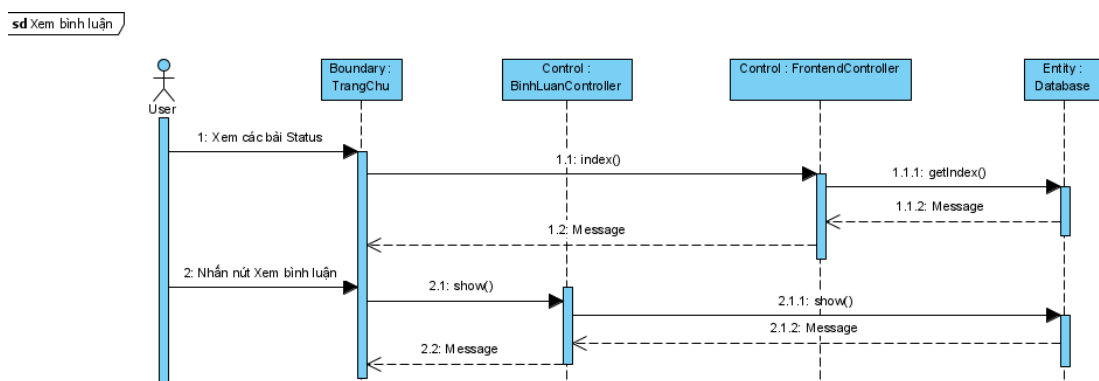 sd Xem bình luận
User
Boundary :
TrangChu
Control :
BinhLuanController
Control : FrontendController
Entity :
Database
1: Xem các bài Status
1.1: index()
1.1.1: getIndex()
1.1.2: Message
1.2: Message
2: Nhấn nút Xem bình luận
2.1: show()
2.1.1: show()
2.1.2: Message
2.2: Message